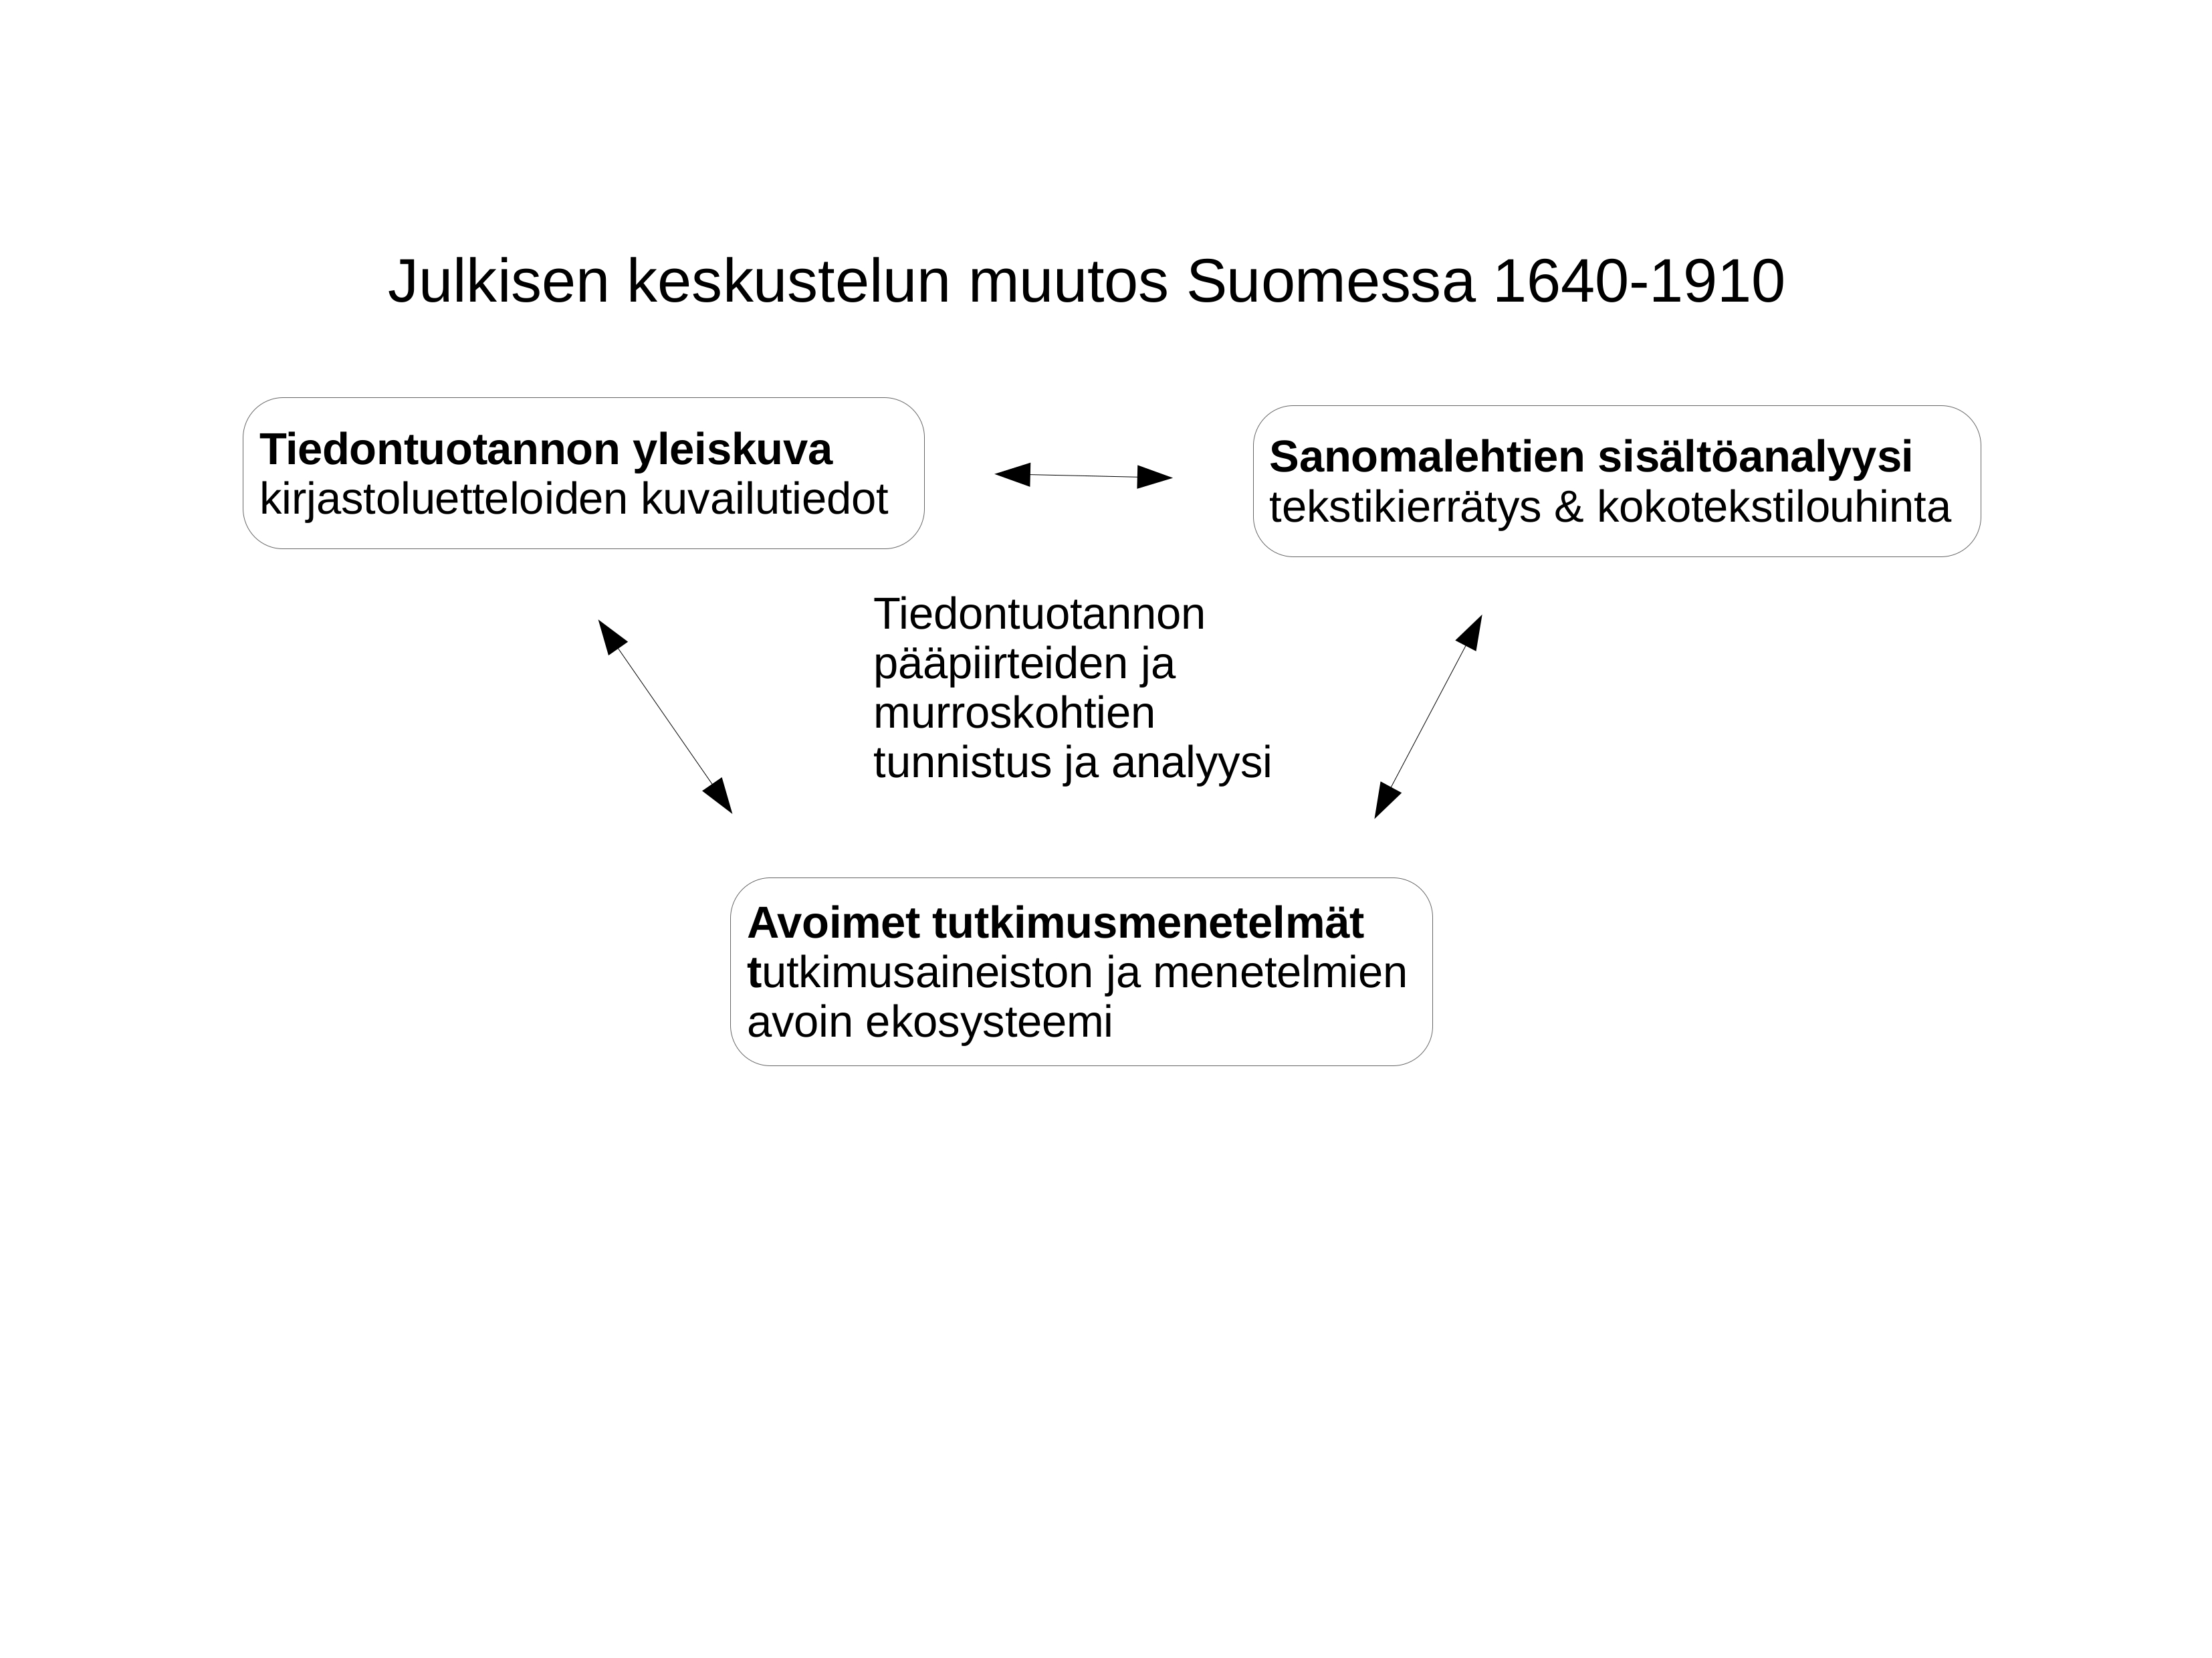 Julkisen keskustelun muutos Suomessa 1640-1910
Tiedontuotannon yleiskuva
kirjastoluetteloiden kuvailutiedot
Sanomalehtien sisältöanalyysi
tekstikierrätys & kokotekstilouhinta
Tiedontuotannon
pääpiirteiden ja
murroskohtien
tunnistus ja analyysi
Avoimet tutkimusmenetelmät
tutkimusaineiston ja menetelmien
avoin ekosysteemi